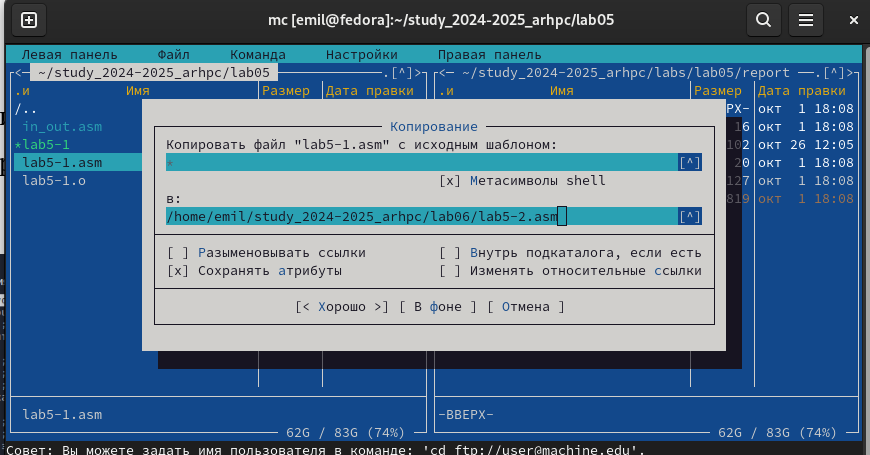 mc [emil@fedora]:~/study_2024-2025_arhpc/lab05
Левая панель Файл Команда Настройки Правая панель
<─ ~/study_2024-2025_arhpc/lab05 .[^]> <─ ~/study_2024-2025_arhpc/labs/lab05/report .[^]>
.и Имя Размер Дата правки .и Имя Размер Дата правки
/.. РХ- окт 1 18:08
in_out.asm 16 окт 1 18:08
*lab5-1 102 окт 26 12:05
lab5-1.asm 20 окт 1 18:08
lab5-1.o 127 окт 1 18:08
819 окт 1 18:08
Копирование
Копировать файл "lab5-1.asm" с исходным шаблоном:
* [^]
[x] Метасимволы shell
в:
/home/emil/study_2024-2025_arhpc/lab06/lab5-2.asm [^]
[ ] Разыменовывать ссылки [ ] Внутрь подкаталога, если есть
[x] Сохранять атрибуты [ ] Изменять относительные ссылки
[< Хорошо >] [ В фоне ] [ Отмена ]
lab5-1.asm -ВВЕРХ-
62G / 83G (74%) 62G / 83G (74%)
Совет: Вы можете задать имя пользователя в команде: 'cd ftp://user@machine.edu'.